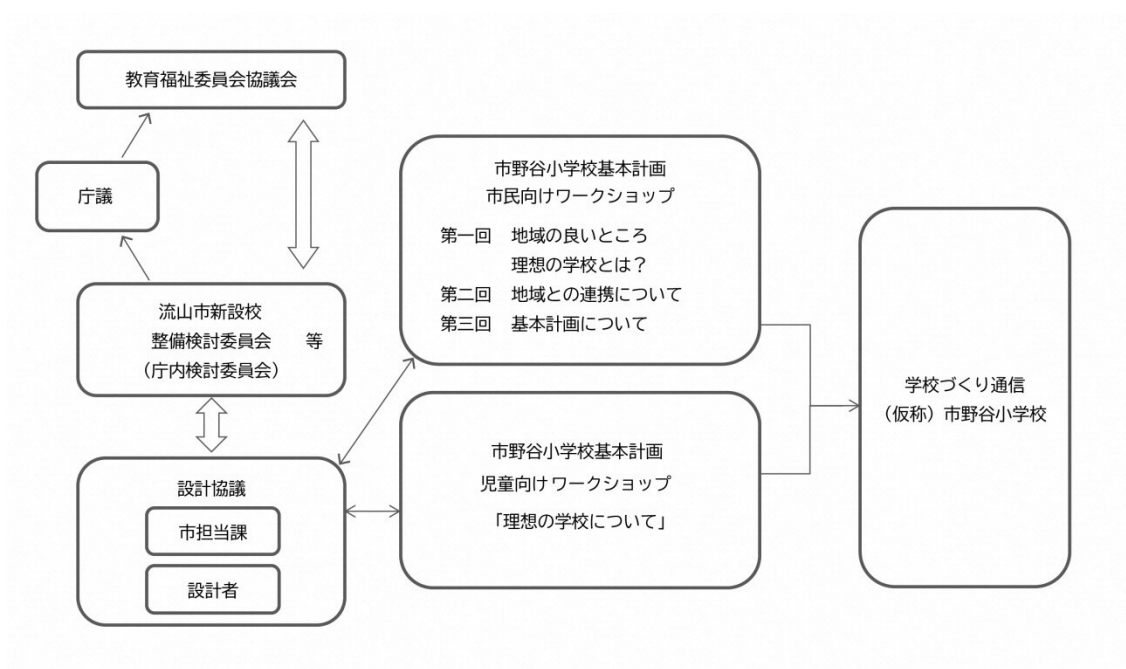 教育福祉委員会協議会
庁議
流山市新設校
整備検討委員会 等
(庁内検討委員会)
設計協議
市担当課
設計者
市野谷小学校基本計画
市民向けワークショップ
第一回 地域の良いところ
理想の学校とは？
第二回 地域との連携について
第三回 基本計画について
市野谷小学校基本計画
児童向けワークショップ
「理想の学校について」
学校づくり通信
(仮称)市野谷小学校